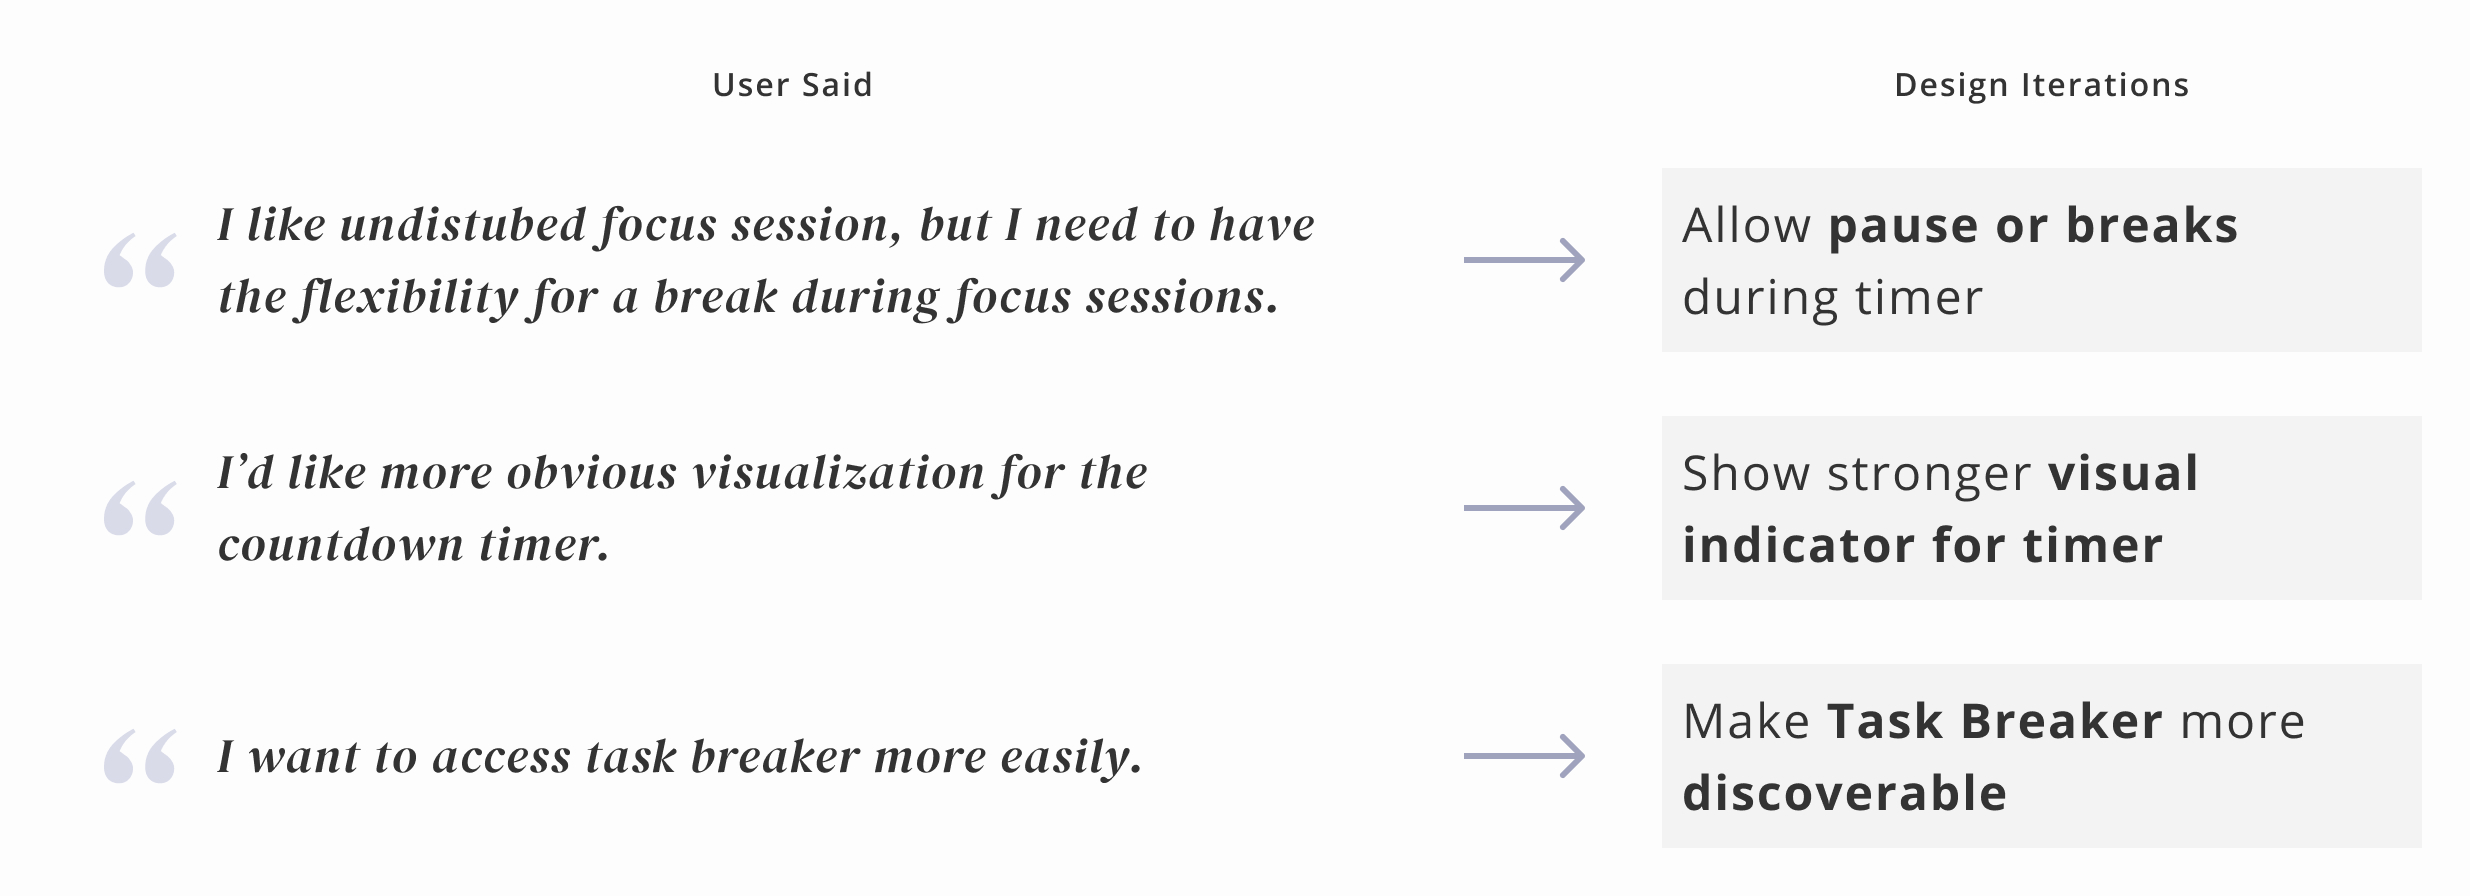 User Said
Design Iterations
“ I like undistubed focus session, but I need to have
the flexibility for a break during focus sessions.
Allow pause or breaks
during timer
“ I’d like more obvious visualization for the
countdown timer.
Show stronger visual
indicator for timer
“ I want to access task breaker more easily.
Make Task Breaker more
discoverable